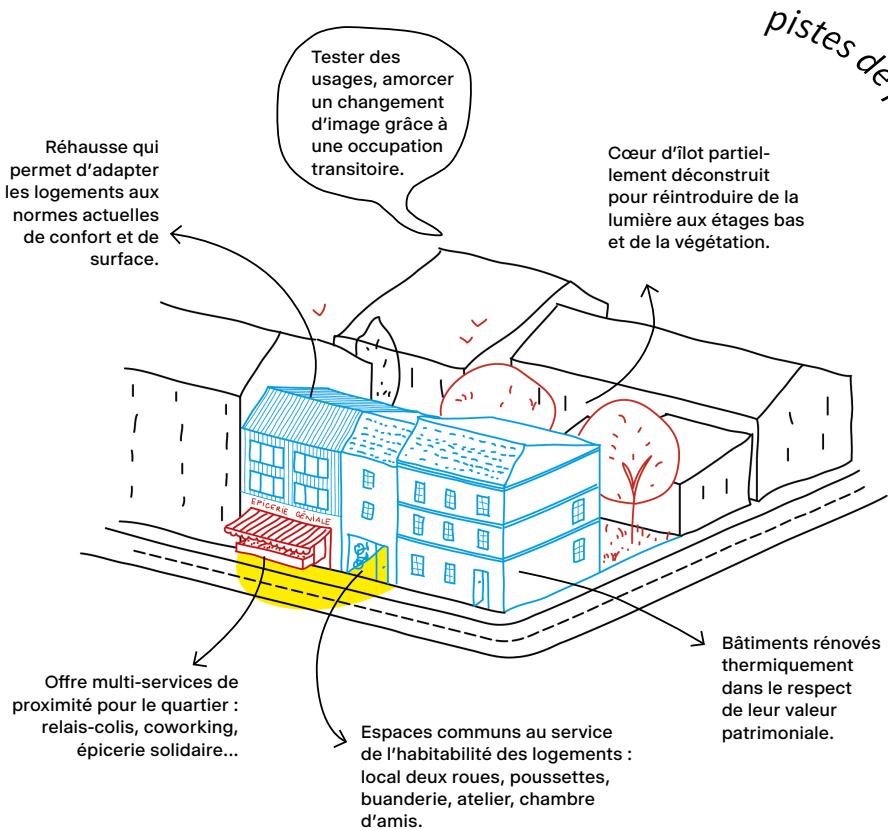 pistes de
Tester des
usages, amorcer
un changement
d'image grâce à
une occupation
transitoire.
Réhausse qui
permet d'adapter
les logements aux
normes actuelles
de confort et de
surface.
Cœur d'îlot partiel-
lement déconstruit
pour réintroduire de la
lumière aux étages bas
et de la végétation.
EPICERIE GÉNIALE
Offre multi-services de
proximité pour le quartier :
relais-colis, coworking,
épicerie solidaire...
Espaces communs au service
de l'habitabilité des logements :
local deux roues, poussettes,
buanderie, atelier, chambre
d'amis.
Bâtiments rénovés
thermiquement
dans le respect
de leur valeur
patrimoniale.